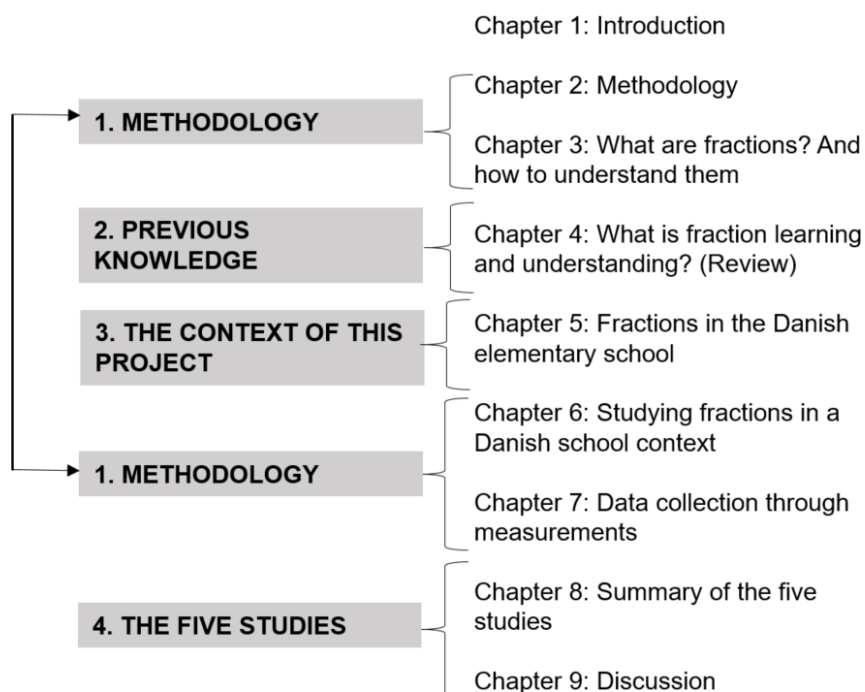 Chapter 1: Introduction
1. METHODOLOGY
Chapter 2: Methodology
Chapter 3: What are fractions? And
how to understand them
2. PREVIOUS
KNOWLEDGE
Chapter 4: What is fraction learning
and understanding? (Review)
3. THE CONTEXT OF THIS
PROJECT
Chapter 5: Fractions in the Danish
elementary school
1. METHODOLOGY
Chapter 6: Studying fractions in a
Danish school context
Chapter 7: Data collection through
measurements
4. THE FIVE STUDIES
Chapter 8: Summary of the five
studies
Chapter 9: Discussion